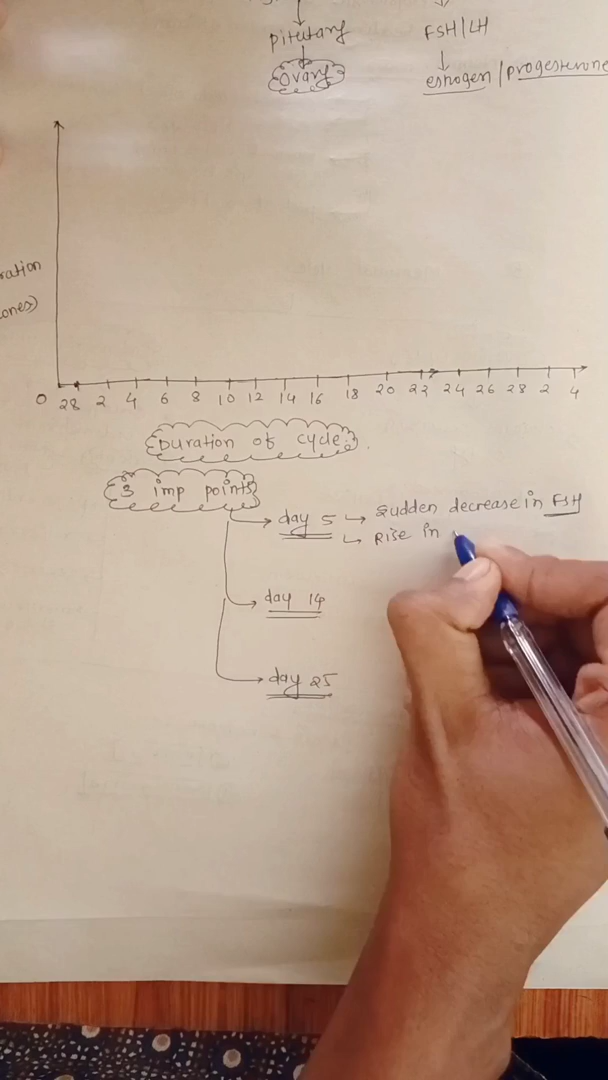 Pitutary
FSH/LH
Ovary
eshogen / progesterone
ration
ones)
0 28 2 4 6 8 10 12 14 16 18 20 22 24 26 28 2 4
Duration of cycle.
3 imp points
day 5 → Sudden decrease in FSH
Rise in
day 14
day 25